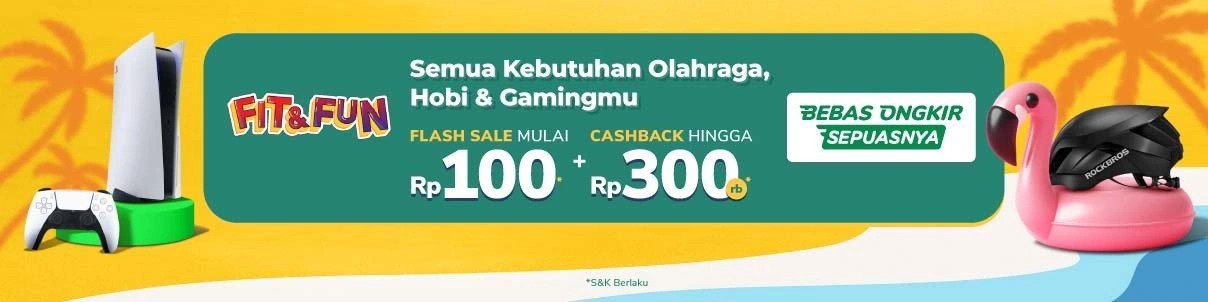 FIT&FUN
Semua Kebutuhan Olahraga,
Hobi & Gamingmu
FLASH SALE MULAI
Rp100*
+
CASHBACK HINGGA
Rp300rb*
BEBAS ONGKIR
SEPUASNYA
ROCKBROS
*S&K Berlaku